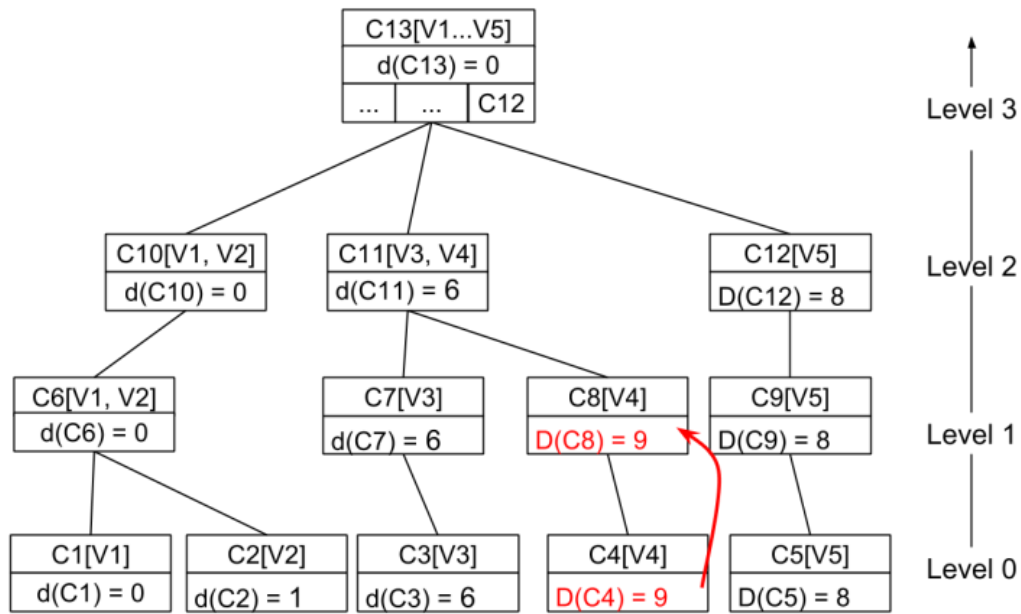 C13[V1...V5]
d(C13) = 0
... ... C12
Level 3
C10[V1, V2]
d(C10) = 0
C11[V3, V4]
d(C11) = 6
C12[V5]
D(C12) = 8
Level 2
C6[V1, V2]
d(C6) = 0
C7[V3]
d(C7) = 6
C8[V4]
D(C8) = 9
C9[V5]
D(C9) = 8
Level 1
C1[V1]
d(C1) = 0
C2[V2]
d(C2) = 1
C3[V3]
d(C3) = 6
C4[V4]
D(C4) = 9
C5[V5]
D(C5) = 8
Level 0